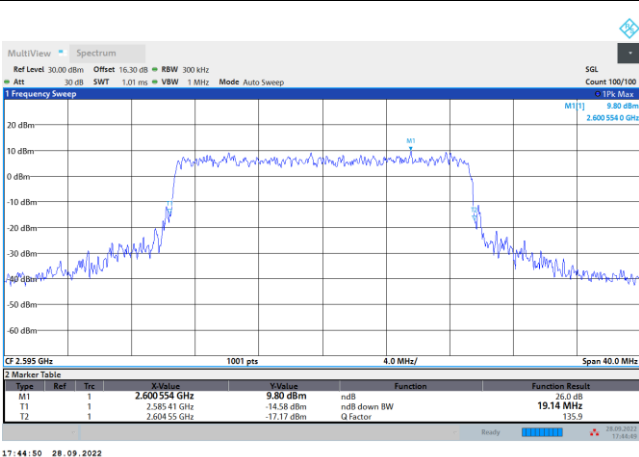 MultiView Spectrum
Ref Level 30.00 dBm Offset 16.30 dB RBW 300 kHz SGL
Att 30 dB SWT 1.01 ms VBW 1 MHz Mode Auto Sweep Count 100/100
1 Frequency Sweep 1Pk Max
M1[1] 9.80 dBm
2.600 554 0 GHz
20 dBm
M1
10 dBm
0 dBm
-10 dBm
-20 dBm
-30 dBm
-40 dBm
-50 dBm
-60 dBm
CF 2.595 GHz 1001 pts 4.0 MHz/ Span 40.0 MHz
2 Marker Table
Type Ref Trc X-Value Y-Value Function Function Result
M1 1 2.600 554 GHz 9.80 dBm ndB 26.0 dB
T1 1 2.585 41 GHz -14.58 dBm ndB down BW 19.14 MHz
T2 1 2.604 55 GHz -17.17 dBm Q Factor 135.9
Ready 28.09.2022
17:44:49
17:44:50 28.09.2022